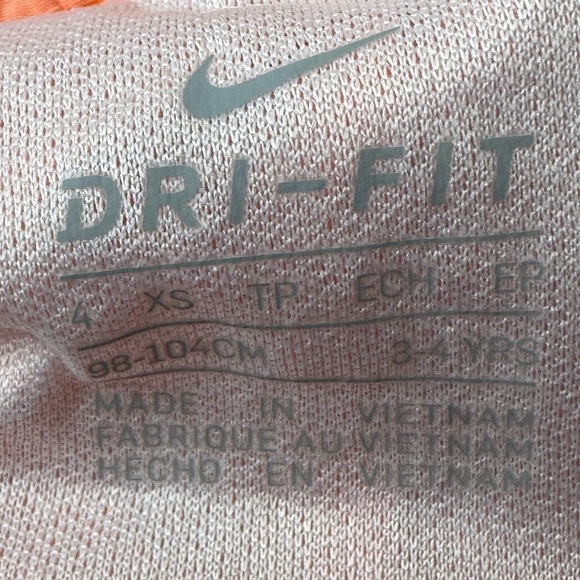 DRI-FIT
4 XS TP ECH EP
98-104CM 3-4 YRS
MADE IN VIETNAM
FABRIQUE AU VIETNAM
HECHO EN VIETNAM